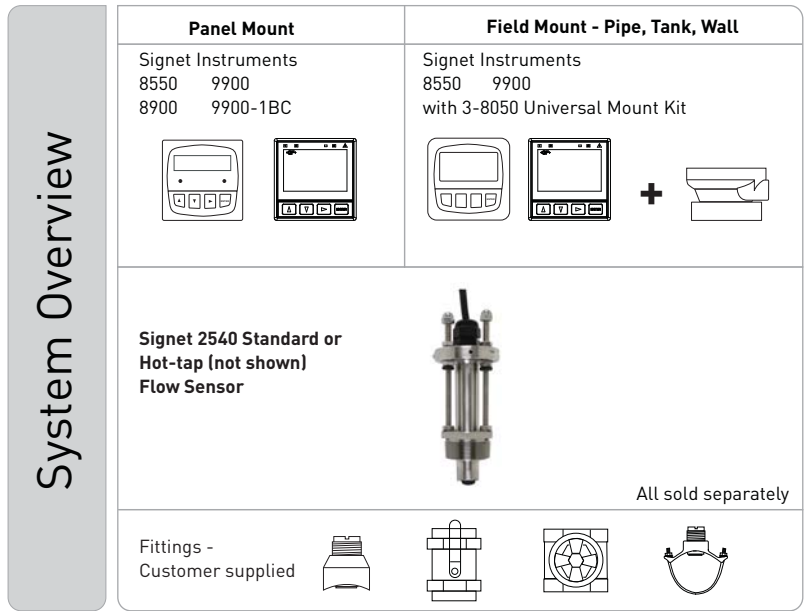 System Overview
Panel Mount
Signet Instruments
8550 9900
8900 9900-1BC
Field Mount - Pipe, Tank, Wall
Signet Instruments
8550 9900
with 3-8050 Universal Mount Kit
+
Signet 2540 Standard or
Hot-tap (not shown)
Flow Sensor
All sold separately
Fittings -
Customer supplied